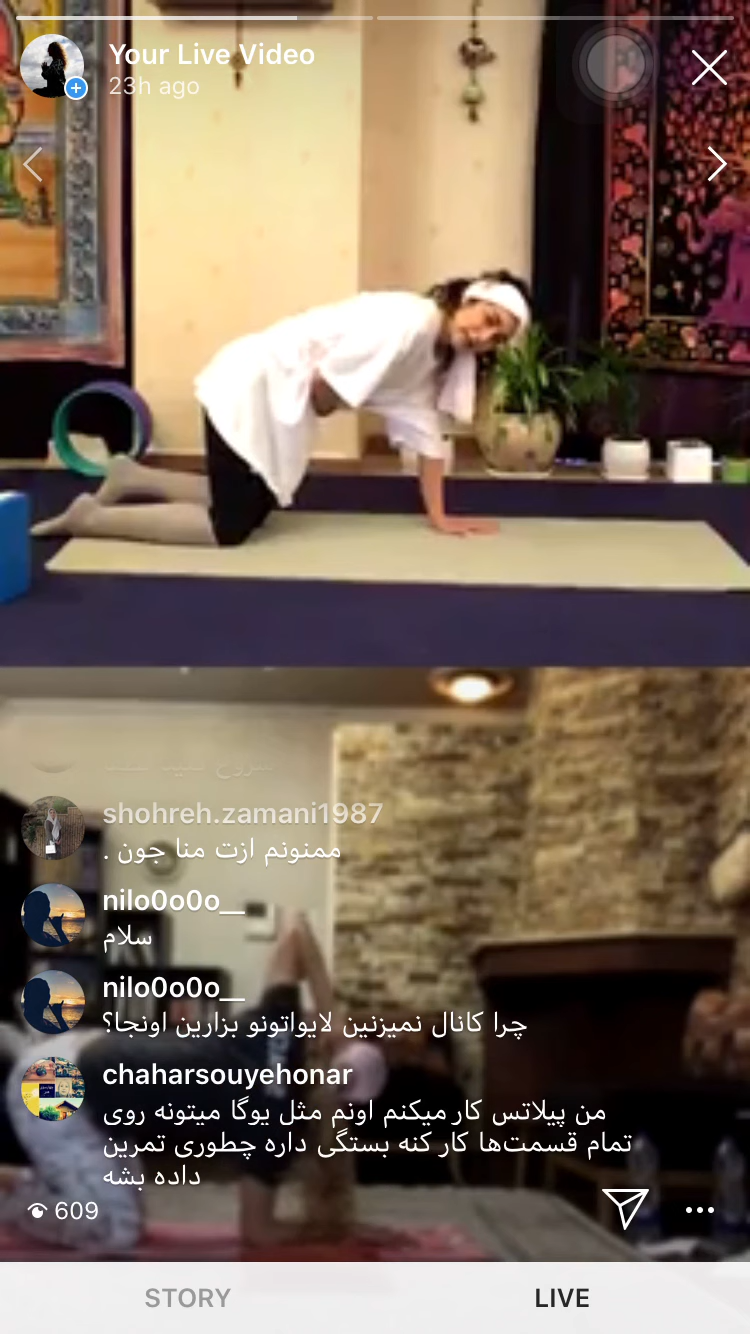 Your Live Video
23h ago
shohreh.zamani1987
ممنونم ازت منا جون .
nilo0o0o__
سلام
nilo0o0o__
چرا کانال نمیزنین لایواتونو بزارین اونجا؟
chaharsouyehonar
من پیلاتس کار میکنم اونم مثل یوگا میتونه روی
تمام قسمت‌ها کار کنه بستگی داره چطوری تمرین
داده بشه
609
STORY
LIVE